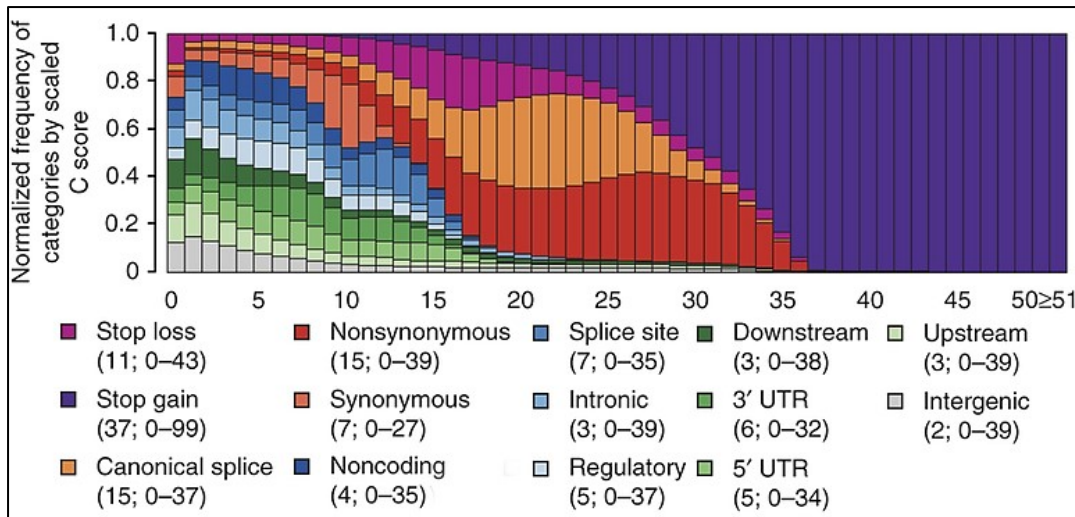 Normalized frequency of
categories by scaled
C score
1.0
0.8
0.6
0.4
0.2
0
0 5 10 15 20 25 30 35 40 45 50≥51
Stop loss
(11; 0–43)
Stop gain
(37; 0–99)
Canonical splice
(15; 0–37)
Nonsynonymous
(15; 0–39)
Synonymous
(7; 0–27)
Noncoding
(4; 0–35)
Splice site
(7; 0–35)
Intronic
(3; 0–39)
Regulatory
(5; 0–37)
Downstream
(3; 0–38)
3′ UTR
(6; 0–32)
5′ UTR
(5; 0–34)
Upstream
(3; 0–39)
Intergenic
(2; 0–39)